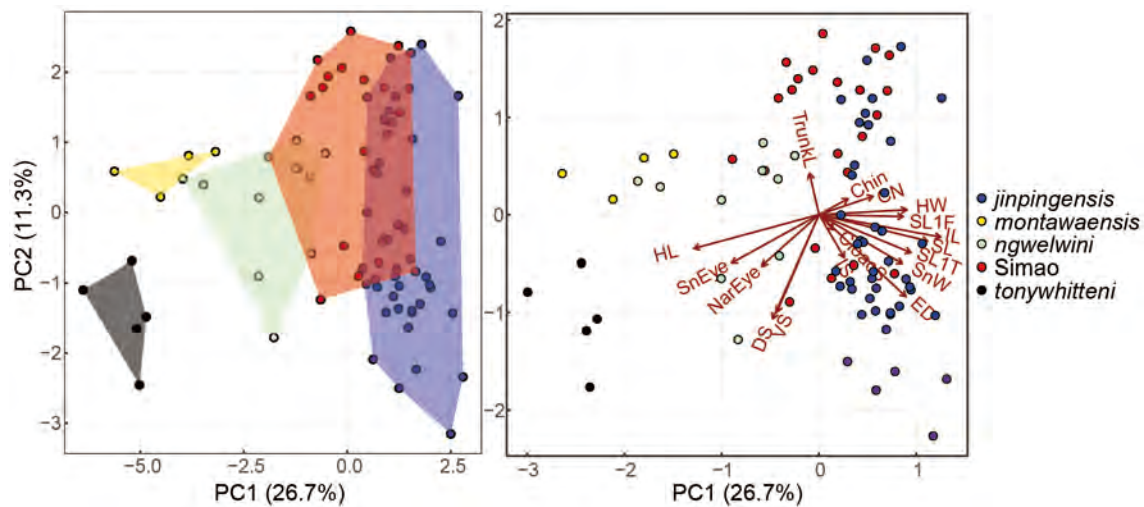 2
1
0
−1
−2
−3
PC2 (11.3%)
−5.0
−2.5
0.0
2.5
PC1 (26.7%)
2
1
0
−1
−2
−3
−2
−1
0
1
PC1 (26.7%)
TrunkL
Chin
CN
HW
SL1F
IL
SL
SL1T
SnW
ED
HL
SnEye
NarEye
DS
VS
jinpingensis
montawaensis
ngwelwini
Simao
tonywhitteni